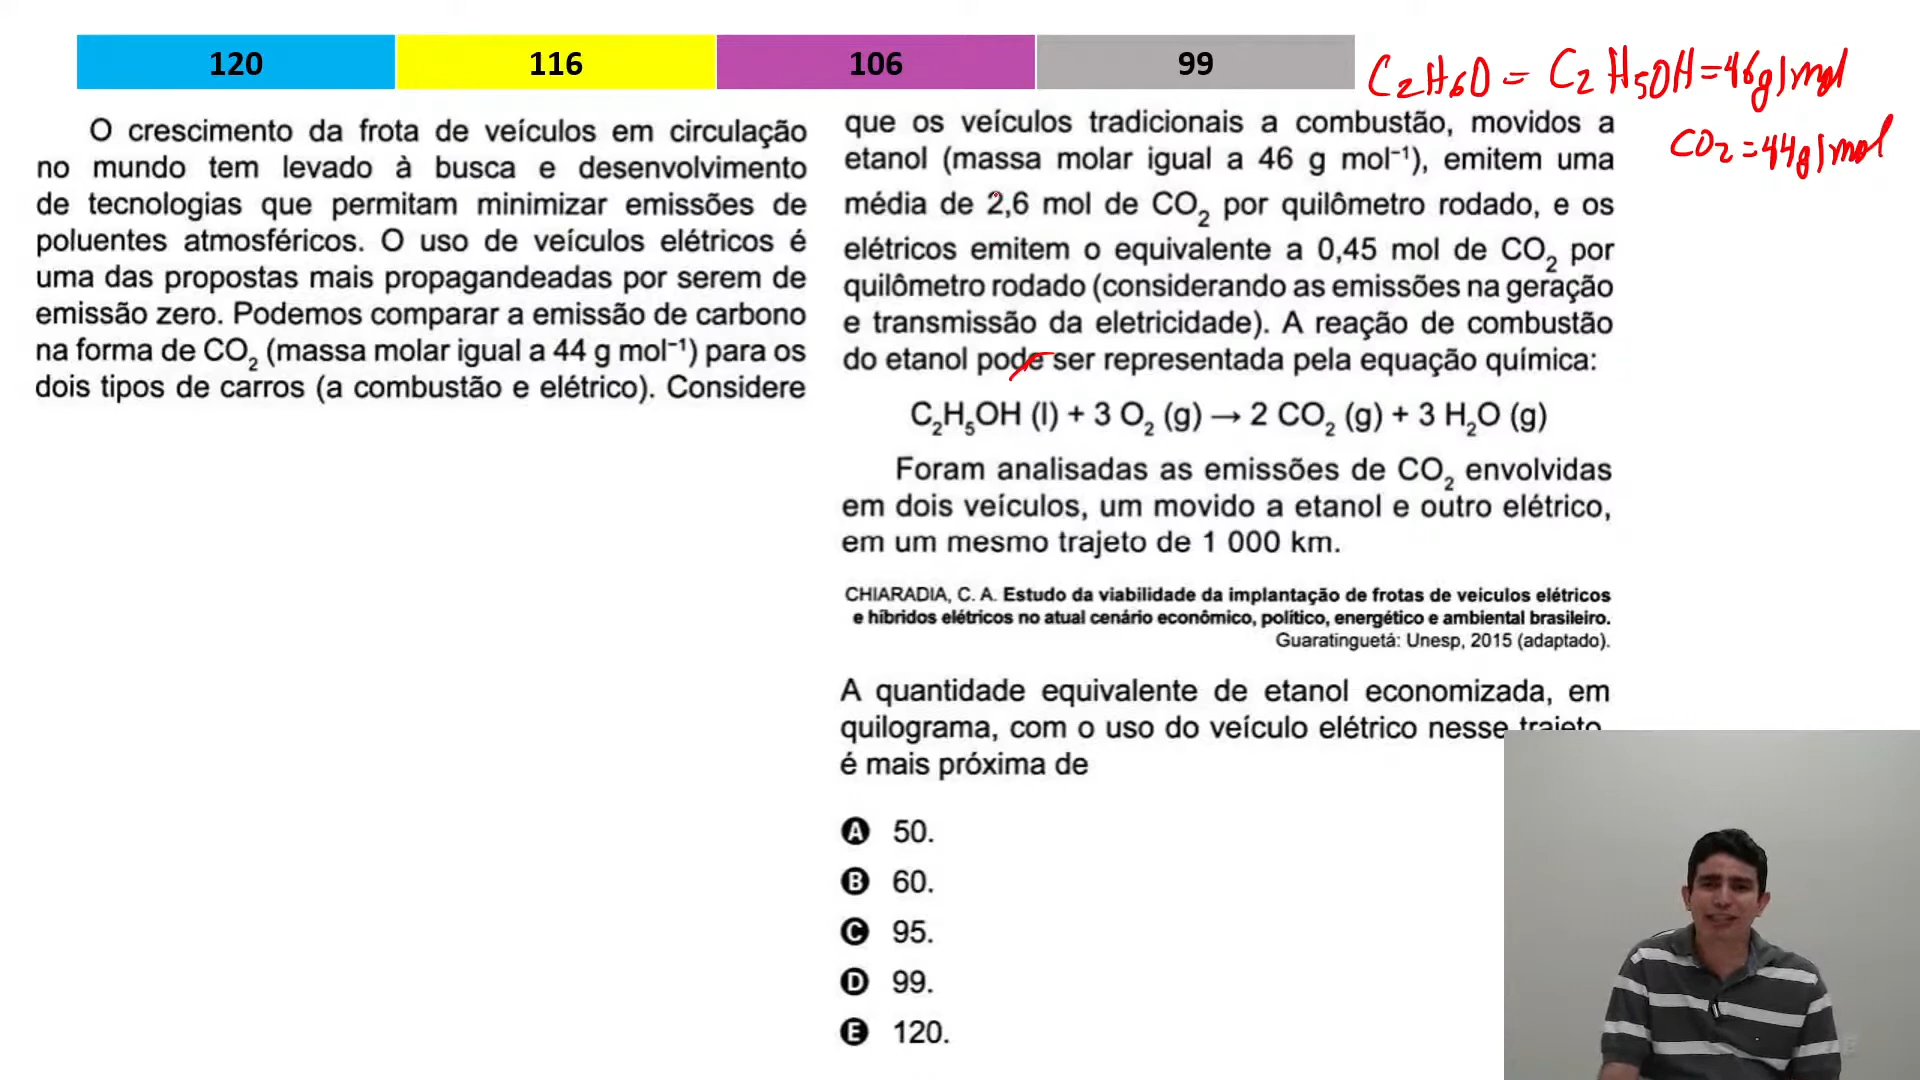 120 116 106 99
C2H6O = C2H5OH = 46g/mol
CO2 = 44g/mol
O crescimento da frota de veículos em circulação
no mundo tem levado à busca e desenvolvimento
de tecnologias que permitam minimizar emissões de
poluentes atmosféricos. O uso de veículos elétricos é
uma das propostas mais propagandeadas por serem de
emissão zero. Podemos comparar a emissão de carbono
na forma de CO₂ (massa molar igual a 44 g mol⁻¹) para os
dois tipos de carros (a combustão e elétrico). Considere
que os veículos tradicionais a combustão, movidos a
etanol (massa molar igual a 46 g mol⁻¹), emitem uma
média de 2,6 mol de CO₂ por quilômetro rodado, e os
elétricos emitem o equivalente a 0,45 mol de CO₂ por
quilômetro rodado (considerando as emissões na geração
e transmissão da eletricidade). A reação de combustão
do etanol pode ser representada pela equação química:
C₂H₅OH (l) + 3 O₂ (g) → 2 CO₂ (g) + 3 H₂O (g)
Foram analisadas as emissões de CO₂ envolvidas
em dois veículos, um movido a etanol e outro elétrico,
em um mesmo trajeto de 1 000 km.
CHIARADIA, C. A. Estudo da viabilidade da implantação de frotas de veículos elétricos
e híbridos elétricos no atual cenário econômico, político, energético e ambiental brasileiro.
Guaratinguetá: Unesp, 2015 (adaptado).
A quantidade equivalente de etanol economizada, em
quilograma, com o uso do veículo elétrico nesse trajeto,
é mais próxima de
A 50.
B 60.
C 95.
D 99.
E 120.